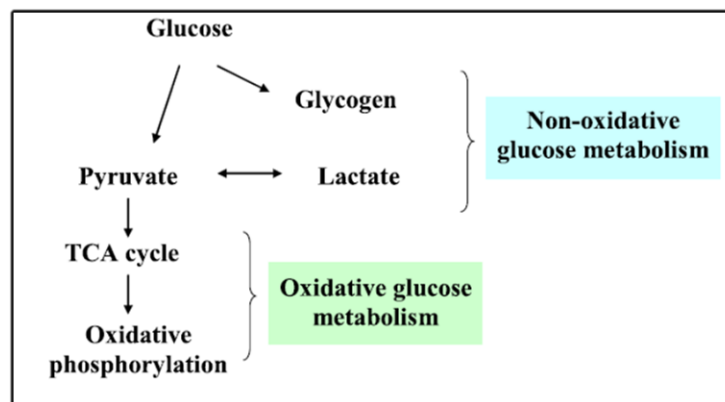 Glucose
Glycogen
Non-oxidative
glucose metabolism
Pyruvate
Lactate
TCA cycle
Oxidative glucose
metabolism
Oxidative
phosphorylation